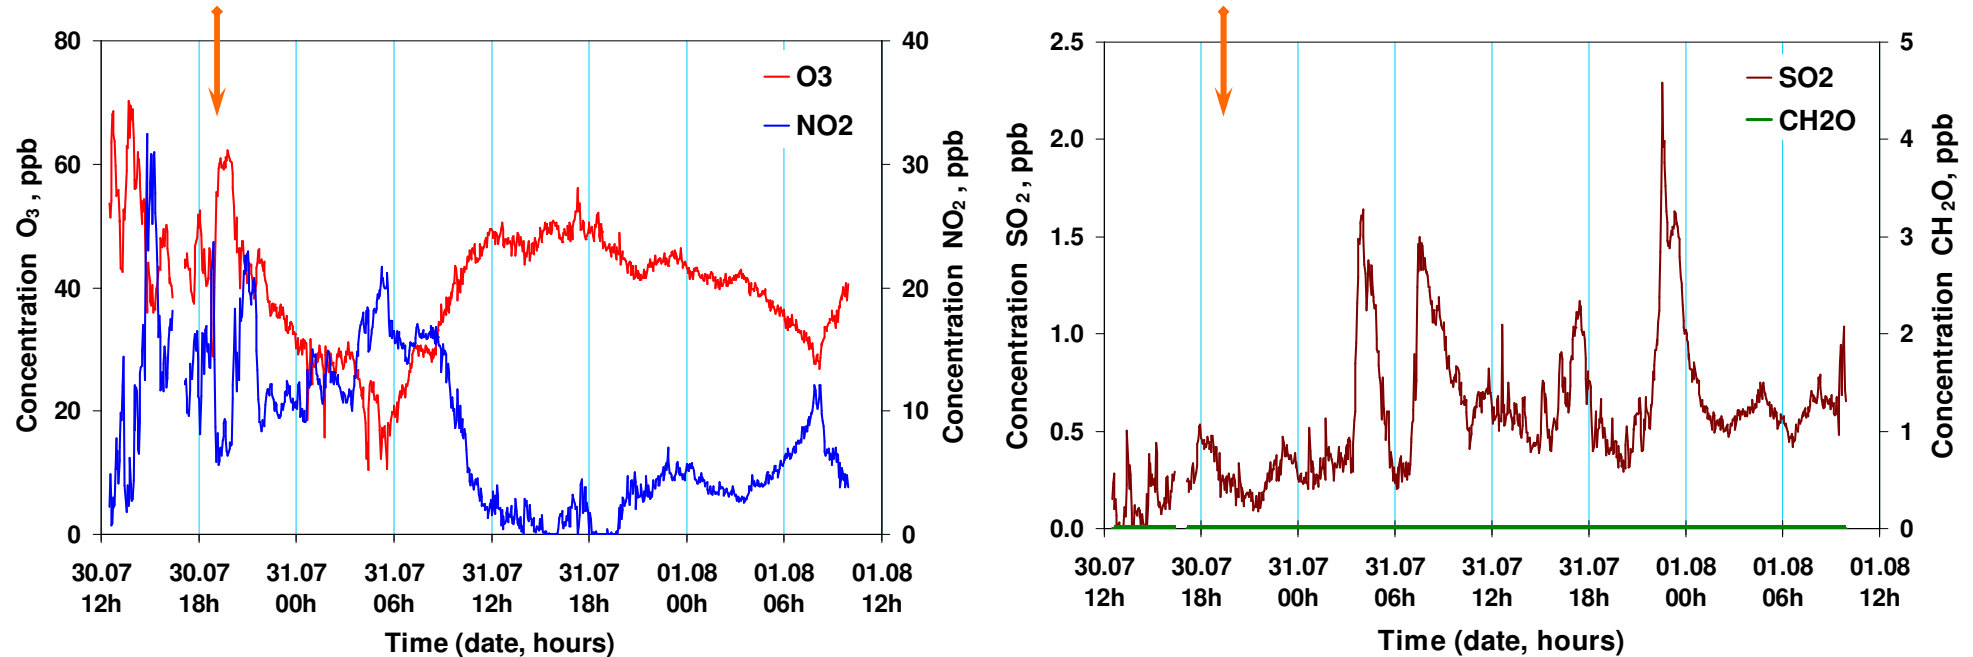 80
60
40
20
0
Concentration O₃, ppb
40
30
20
10
0
Concentration NO₂, ppb
O3
NO2
30.07 30.07 31.07 31.07 31.07 31.07 01.08 01.08 01.08
12h 18h 00h 06h 12h 18h 00h 06h 12h
Time (date, hours)
2.5
2.0
1.5
1.0
0.5
0.0
Concentration SO₂, ppb
5
4
3
2
1
0
Concentration CH₂O, ppb
SO2
CH2O
30.07 30.07 31.07 31.07 31.07 31.07 01.08 01.08 01.08
12h 18h 00h 06h 12h 18h 00h 06h 12h
Time (date, hours)